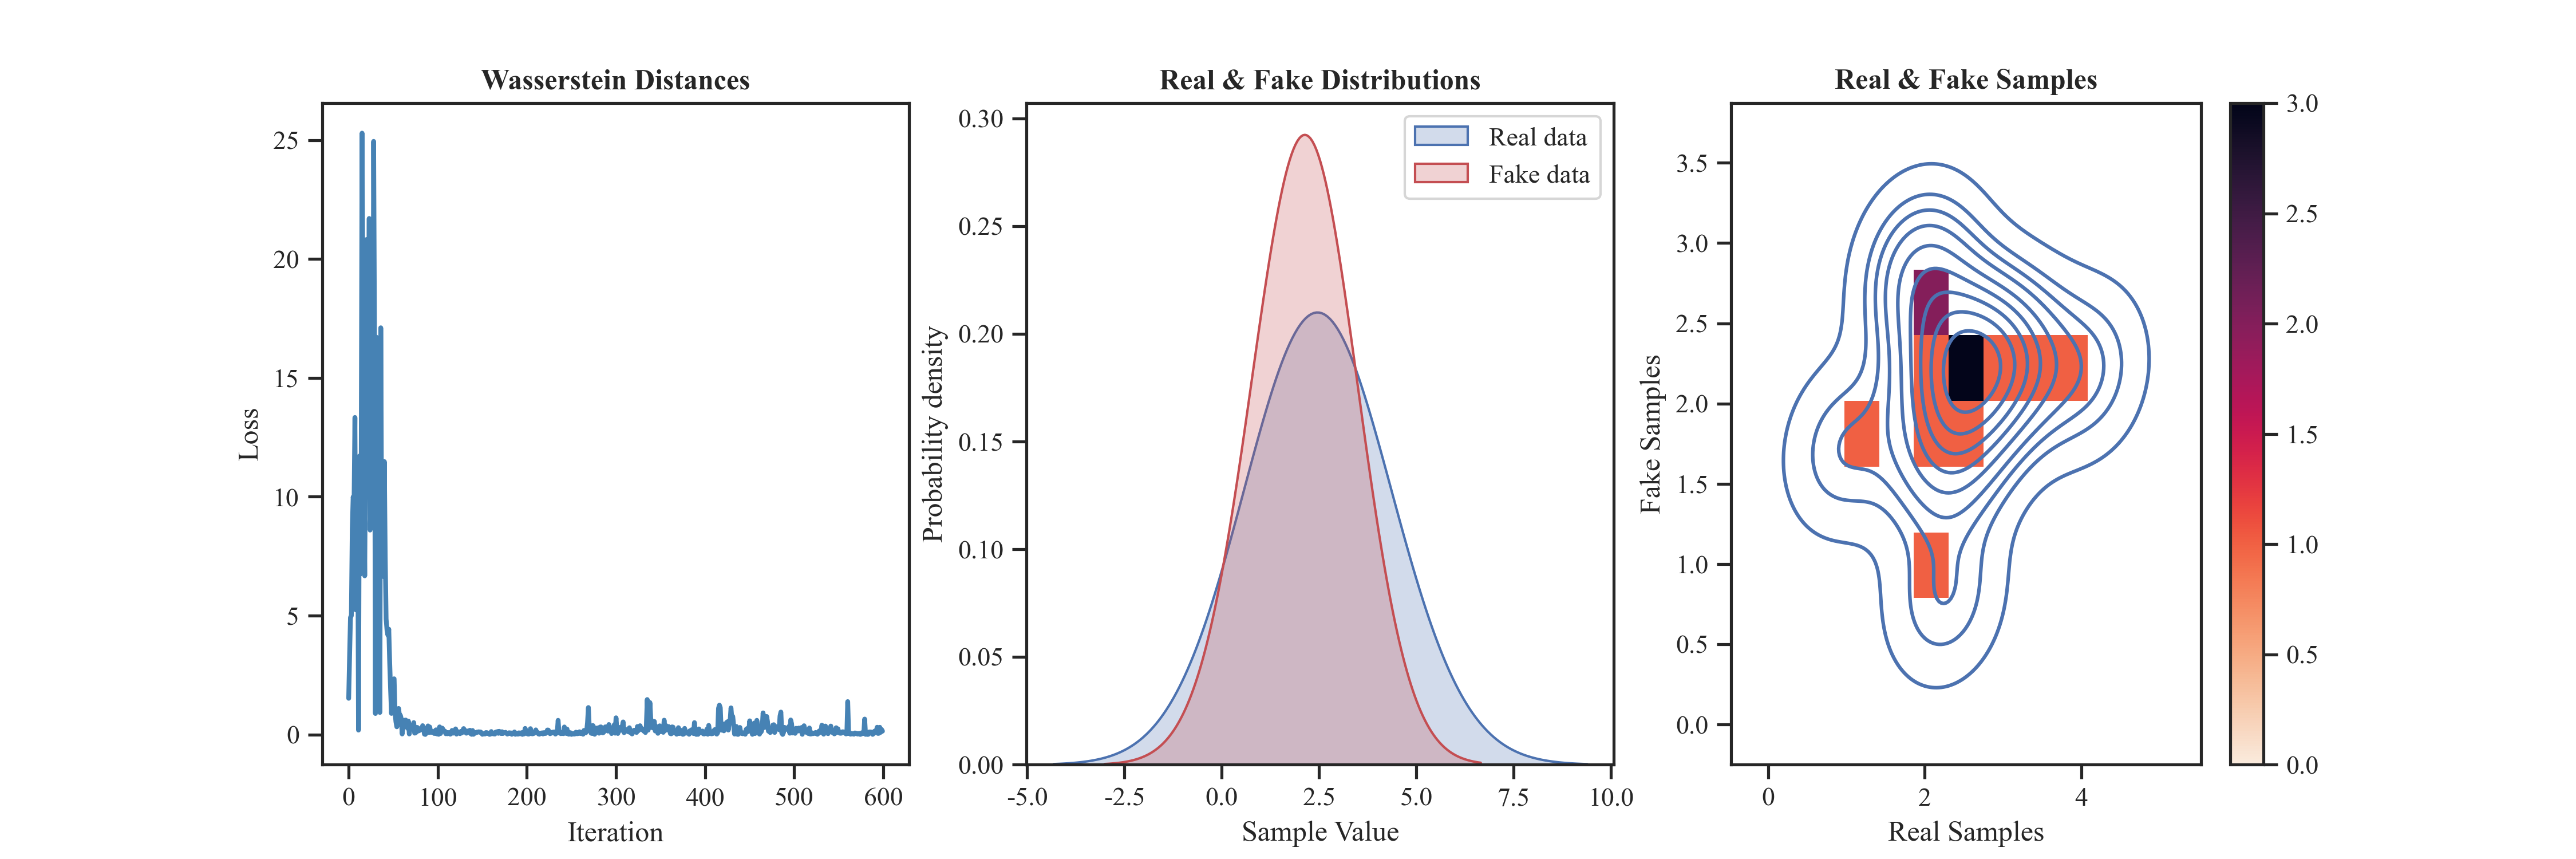 Wasserstein Distances
25
20
15
10
5
0
Loss
0 100 200 300 400 500 600
Iteration
Real & Fake Distributions
Real data
Fake data
0.30
0.25
0.20
0.15
0.10
0.05
0.00
Probability density
-5.0 -2.5 0.0 2.5 5.0 7.5 10.0
Sample Value
Real & Fake Samples
3.5
3.0
2.5
2.0
1.5
1.0
0.5
0.0
Fake Samples
0 2 4
Real Samples
3.0
2.5
2.0
1.5
1.0
0.5
0.0